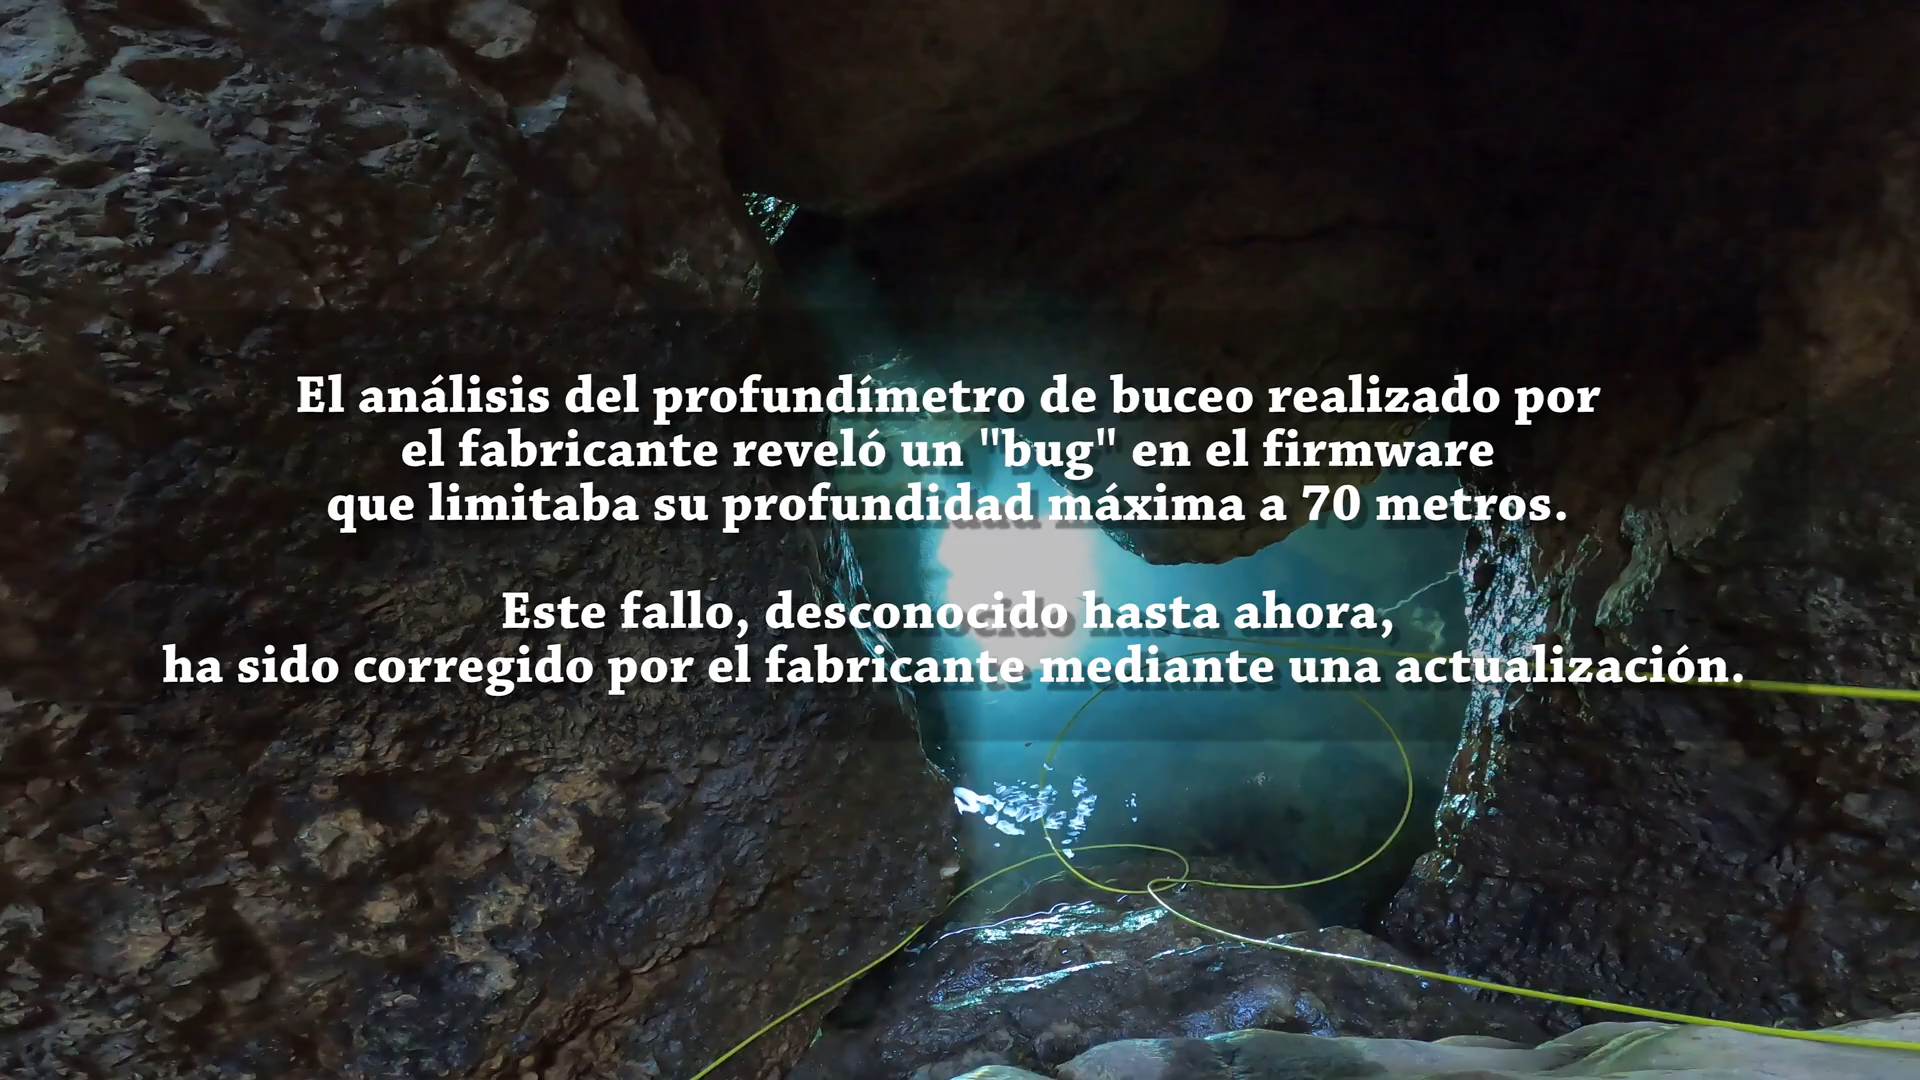 El análisis del profundímetro de buceo realizado por
el fabricante reveló un "bug" en el firmware
que limitaba su profundidad máxima a 70 metros.
Este fallo, desconocido hasta ahora,
ha sido corregido por el fabricante mediante una actualización.